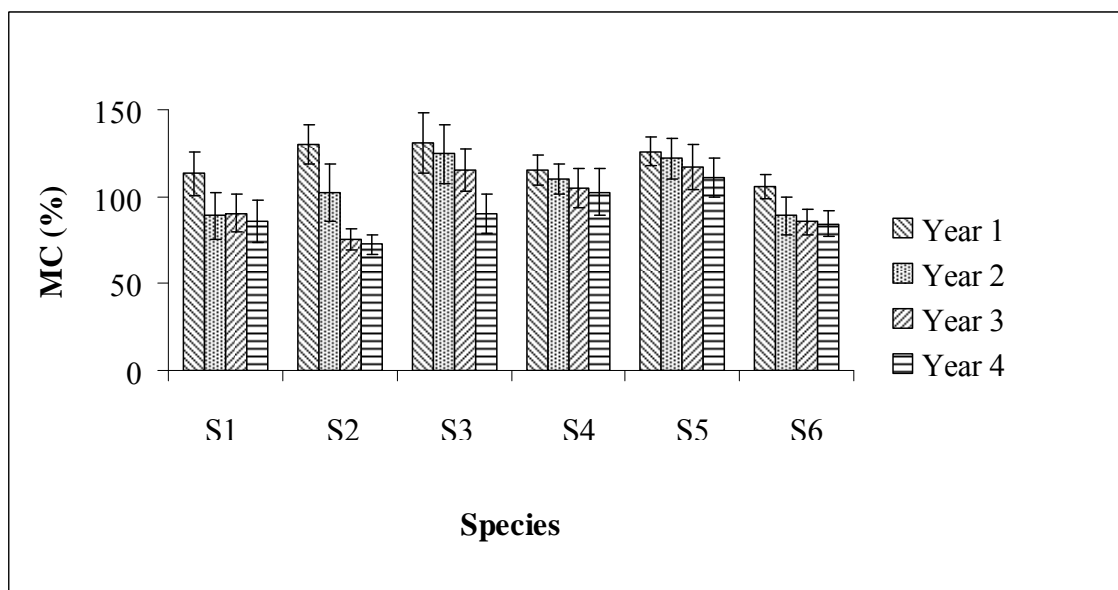 150
100
50
0
MC (%)
S1 S2 S3 S4 S5 S6
Species
Year 1
Year 2
Year 3
Year 4